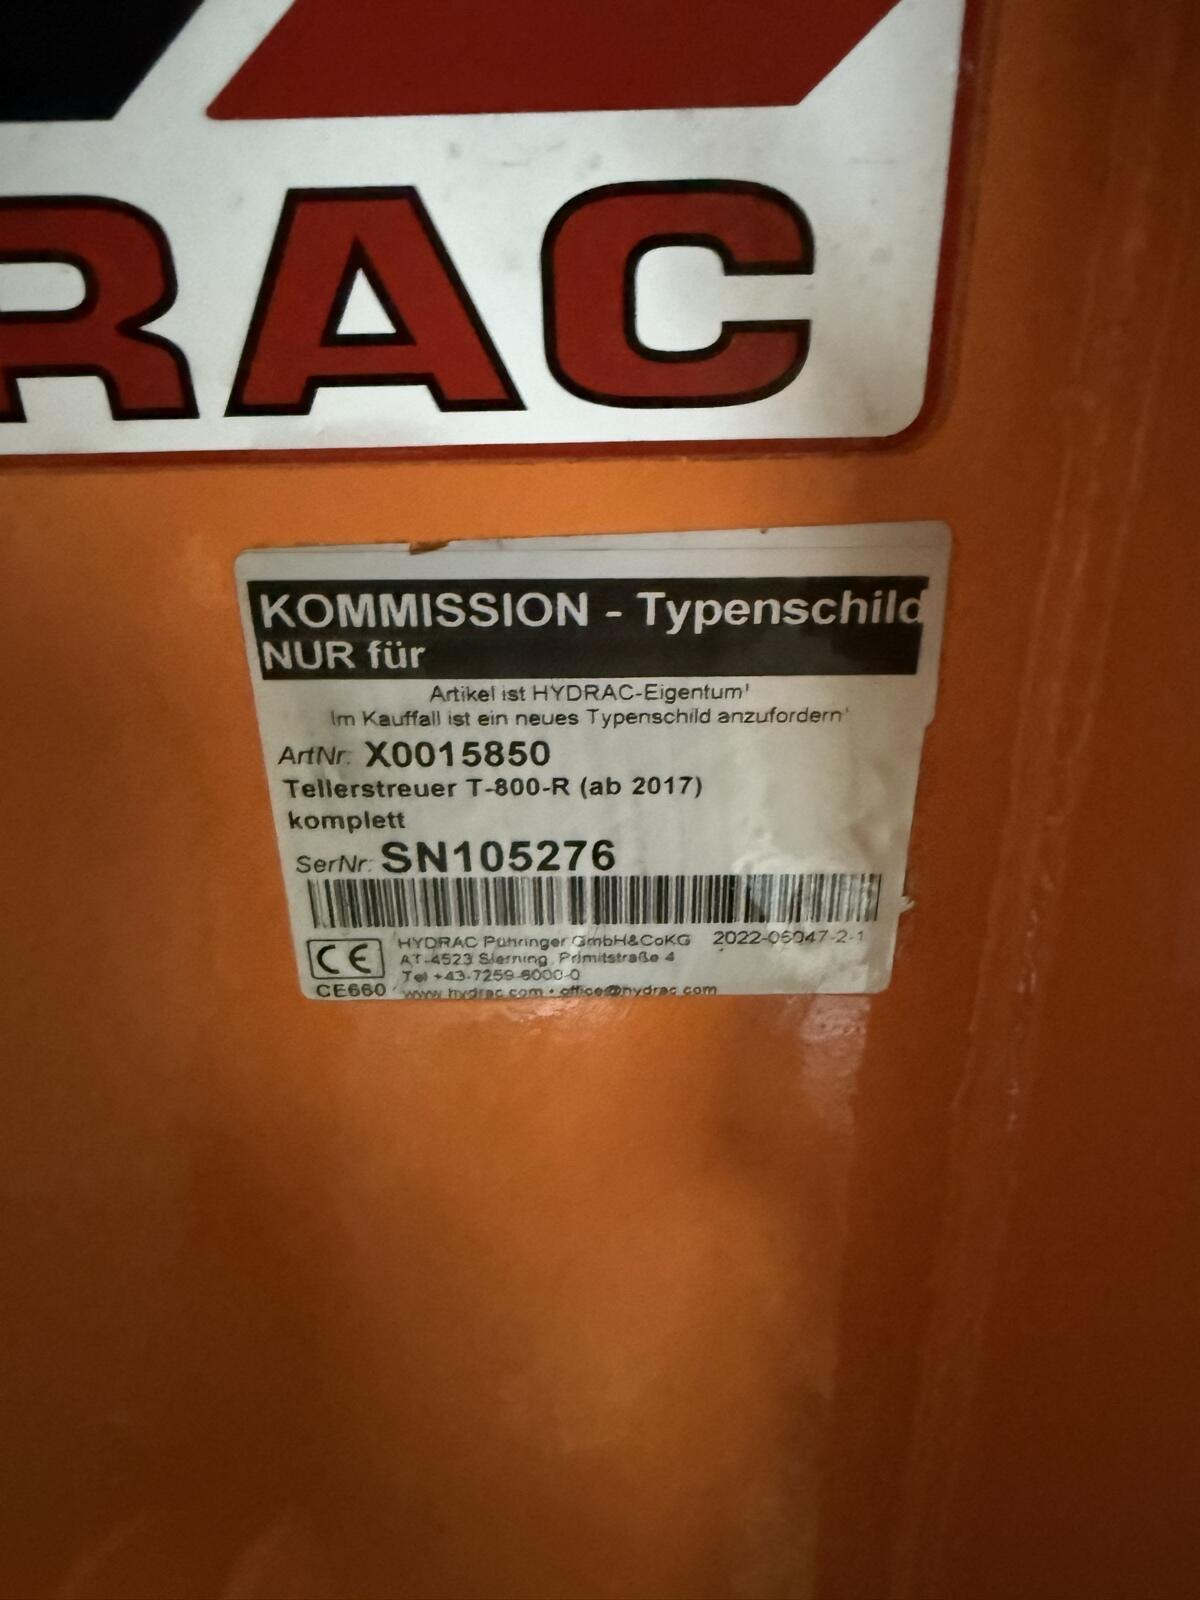 RAC
KOMMISSION - Typenschild
NUR für
Artikel ist HYDRAC-Eigentum'
Im Kauffall ist ein neues Typenschild anzufordern'
ArtNr: X0015850
Tellerstreuer T-800-R (ab 2017)
komplett
SerNr: SN105276
HYDRAC Pühringer GmbH&CoKG 2022-05047-2-1
CE AT-4523 Sierning, Primitstraße 4
Tel +43-7259-6000-0
CE660 www.hydrac.com • office@hydrac.com